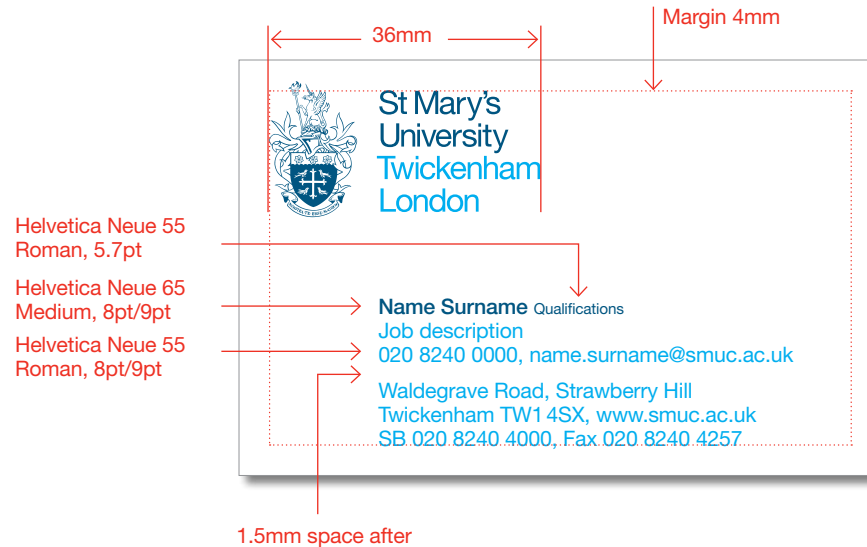 Margin 4mm
36mm
St Mary's
University
Twickenham
London
Helvetica Neue 55
Roman, 5.7pt
Helvetica Neue 65
Medium, 8pt/9pt
Helvetica Neue 55
Roman, 8pt/9pt
Name Surname Qualifications
Job description
020 8240 0000, name.surname@smuc.ac.uk
Waldegrave Road, Strawberry Hill
Twickenham TW1 4SX, www.smuc.ac.uk
SB 020 8240 4000, Fax 020 8240 4257
1.5mm space after